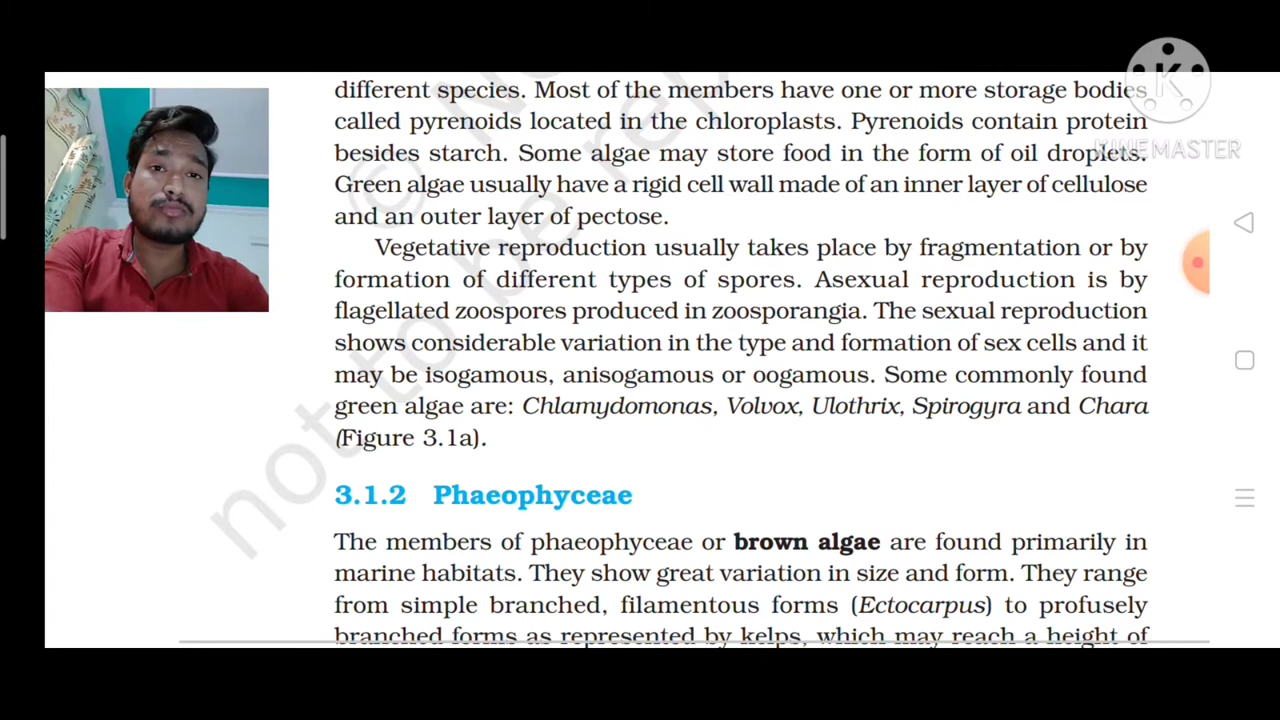 different species. Most of the members have one or more storage bodies
called pyrenoids located in the chloroplasts. Pyrenoids contain protein
besides starch. Some algae may store food in the form of oil droplets.
Green algae usually have a rigid cell wall made of an inner layer of cellulose
and an outer layer of pectose.
Vegetative reproduction usually takes place by fragmentation or by
formation of different types of spores. Asexual reproduction is by
flagellated zoospores produced in zoosporangia. The sexual reproduction
shows considerable variation in the type and formation of sex cells and it
may be isogamous, anisogamous or oogamous. Some commonly found
green algae are: Chlamydomonas, Volvox, Ulothrix, Spirogyra and Chara
(Figure 3.1a).
3.1.2 Phaeophyceae
The members of phaeophyceae or brown algae are found primarily in
marine habitats. They show great variation in size and form. They range
from simple branched, filamentous forms (Ectocarpus) to profusely
branched forms as represented by kelps, which may reach a height of
K
KINEMASTER
©
not to be